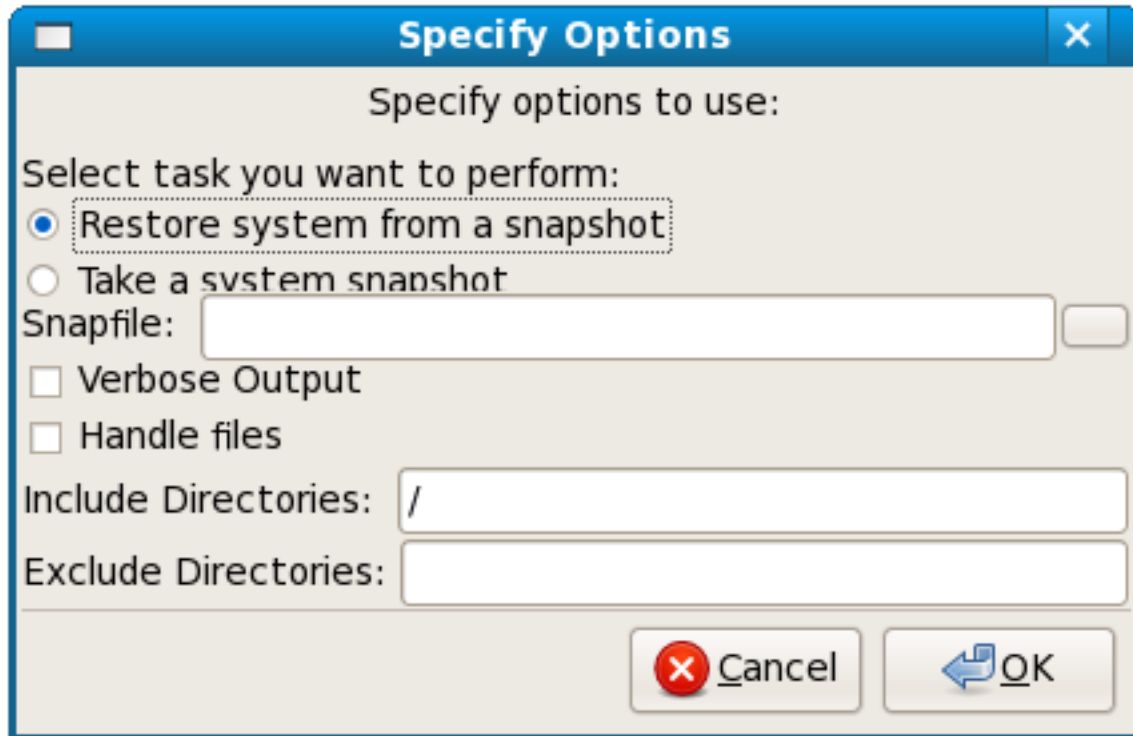 Specify Options
Specify options to use:
Select task you want to perform:
Restore system from a snapshot
Take a system snapshot
Snapfile:
Verbose Output
Handle files
Include Directories: /
Exclude Directories:
Cancel OK